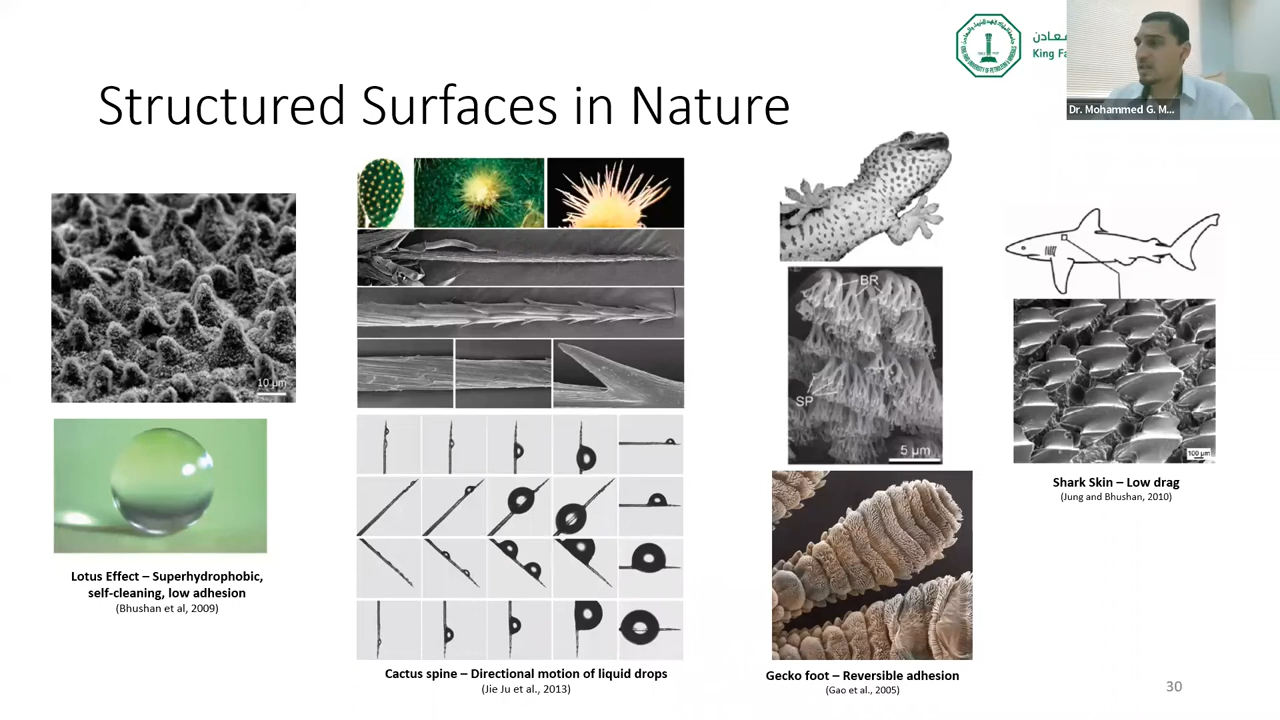 معادن
King Fa
Dr. Mohammed G. M...
Structured Surfaces in Nature
10 µm
BR
SP
5 µm
100 µm
Lotus Effect – Superhydrophobic,
self-cleaning, low adhesion
(Bhushan et al, 2009)
Cactus spine – Directional motion of liquid drops
(Jie Ju et al., 2013)
Gecko foot – Reversible adhesion
(Gao et al., 2005)
Shark Skin – Low drag
(Jung and Bhushan, 2010)
30